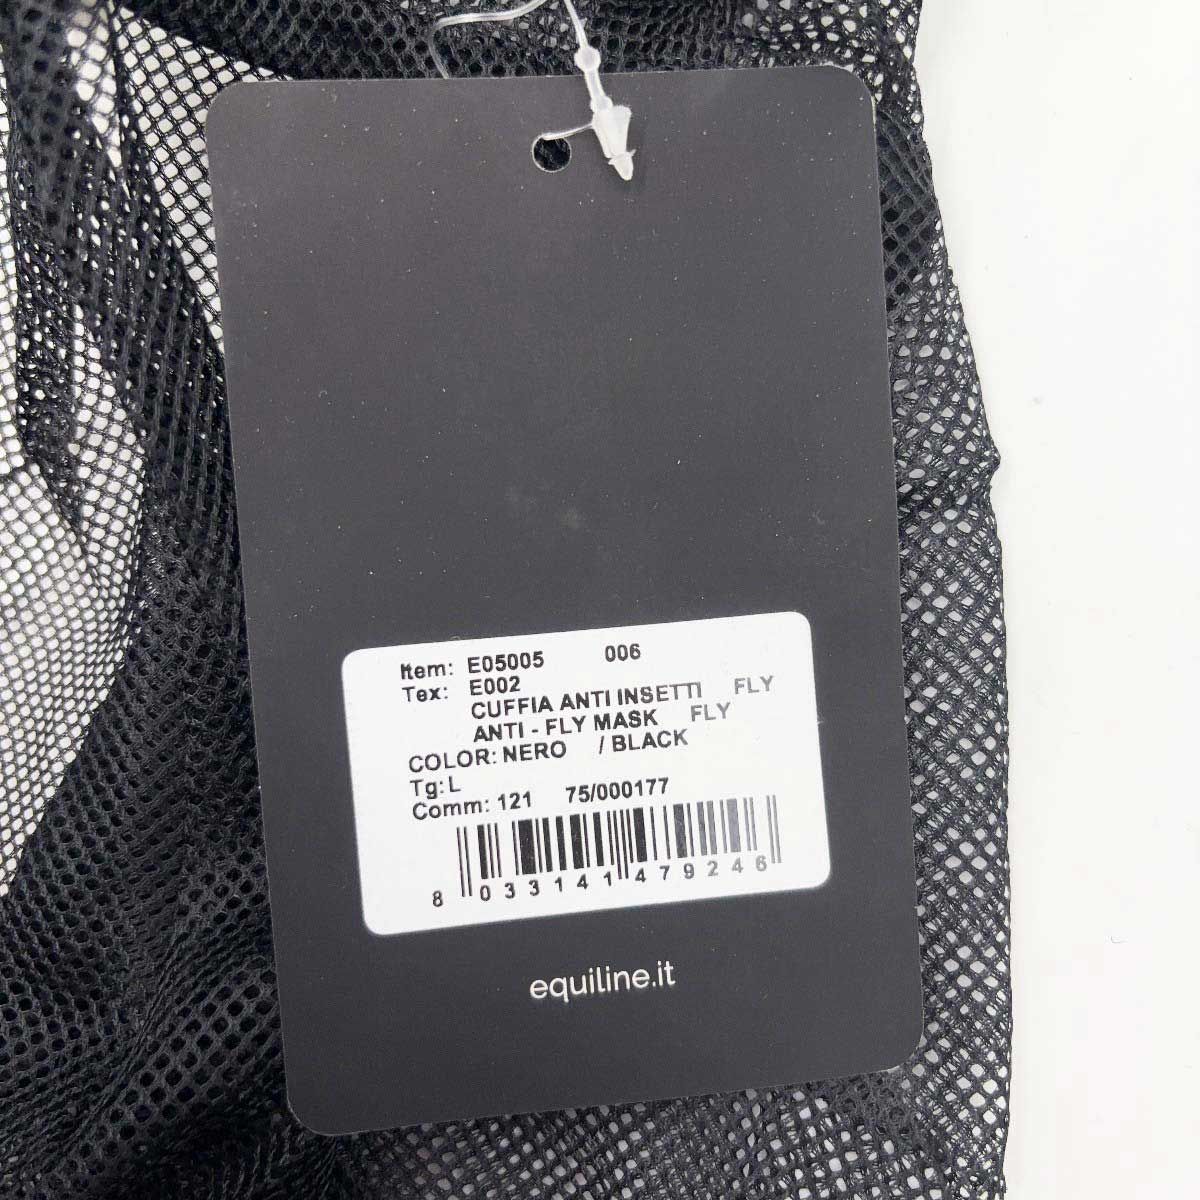 Item: E05005 006
Tex: E002
CUFFIA ANTI INSETTI FLY
ANTI - FLY MASK FLY
COLOR: NERO / BLACK
Tg: L
Comm: 121 75/000177
8 033141 479246
equiline.it